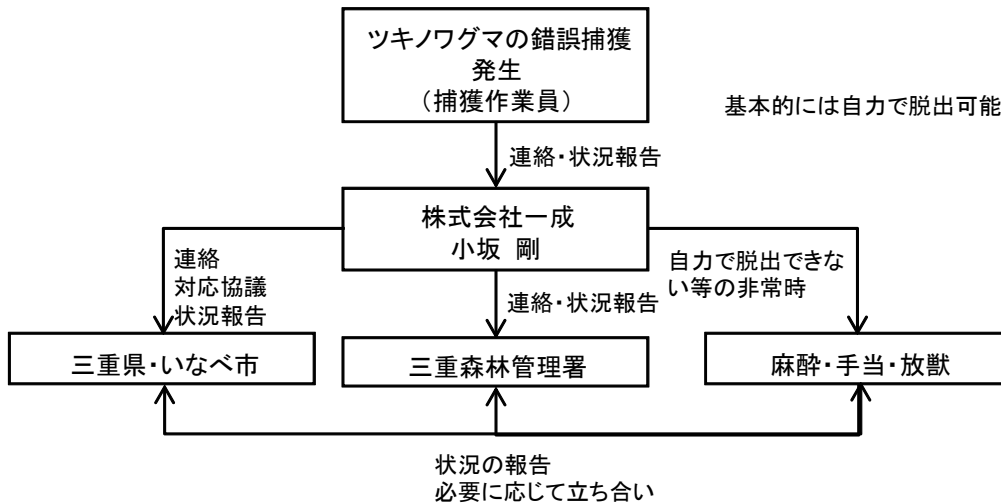 ツキノワグマの錯誤捕獲
発生
(捕獲作業員)
基本的には自力で脱出可能
連絡・状況報告
株式会社一成
小坂 剛
連絡
対応協議
状況報告
連絡・状況報告
自力で脱出できな
い等の非常時
三重県・いなべ市
三重森林管理署
麻酔・手当・放獣
状況の報告
必要に応じて立ち合い